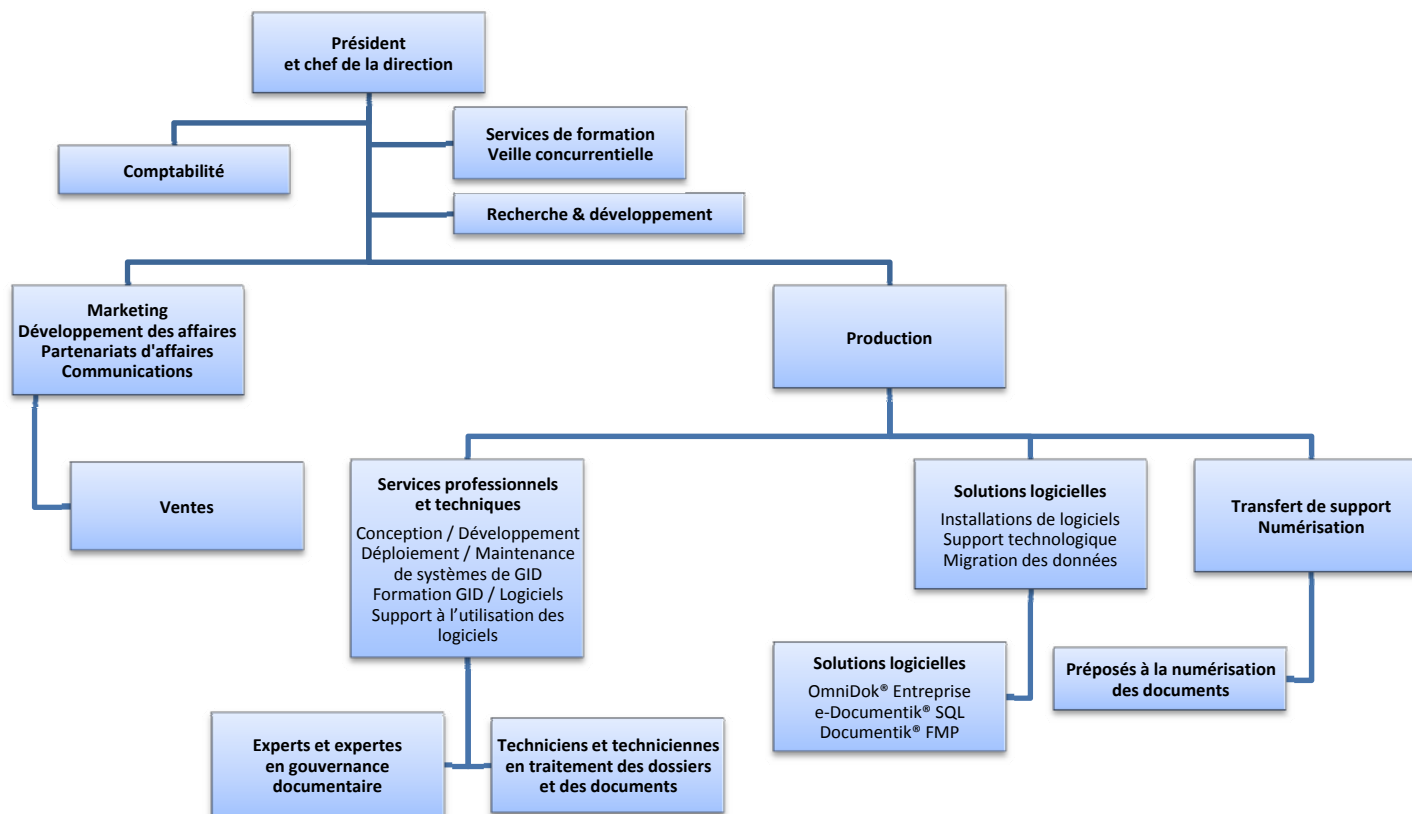 Président
et chef de la direction
Services de formation
Veille concurrentielle
Comptabilité
Recherche & développement
Marketing
Développement des affaires
Partenariats d'affaires
Communications
Production
Ventes
Services professionnels
et techniques
Conception / Développement
Déploiement / Maintenance
de systèmes de GID
Formation GID / Logiciels
Support à l’utilisation des
logiciels
Solutions logicielles
Installations de logiciels
Support technologique
Migration des données
Transfert de support
Numérisation
Experts et expertes
en gouvernance
documentaire
Techniciens et techniciennes
en traitement des dossiers
et des documents
Solutions logicielles
OmniDok® Entreprise
e-Documentik® SQL
Documentik® FMP
Préposés à la numérisation
des documents